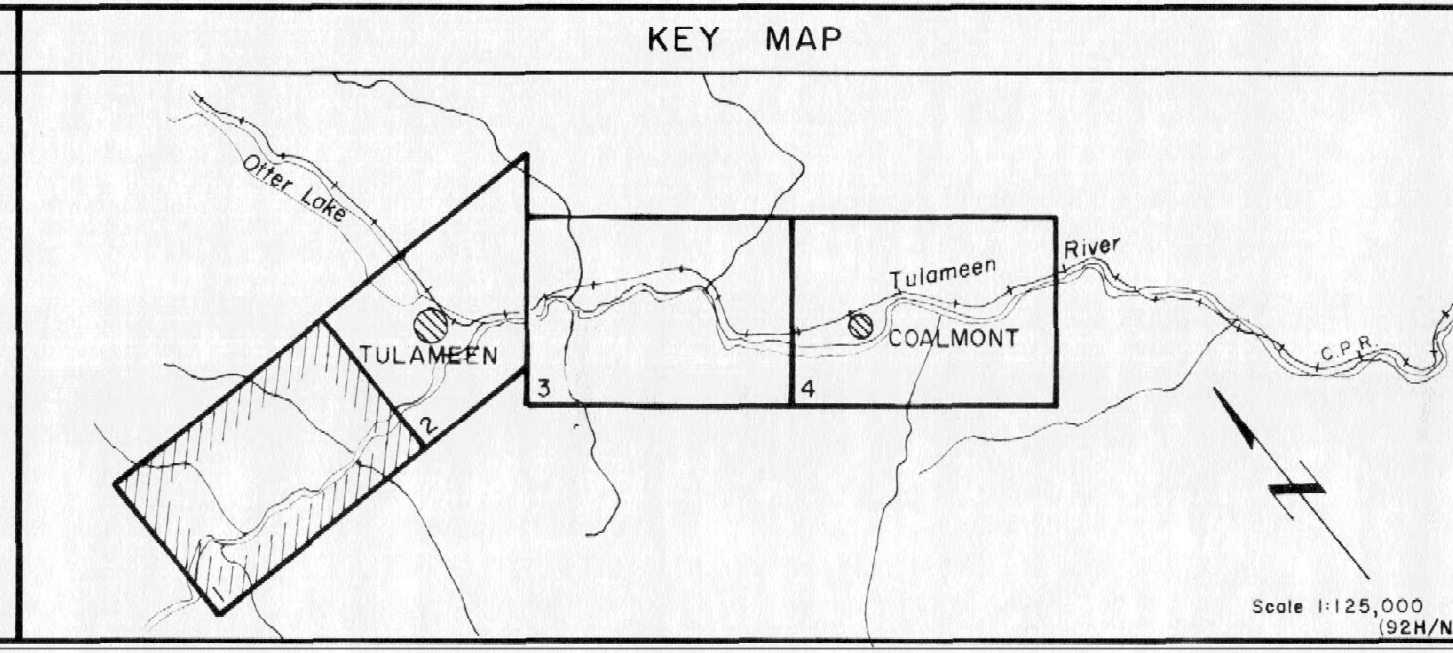 KEY MAP
Otter Lake
TULAMEEN
Tulameen River
COALMONT
C.P.R.
1
2
3
4
Scale 1:125,000
(92H/N